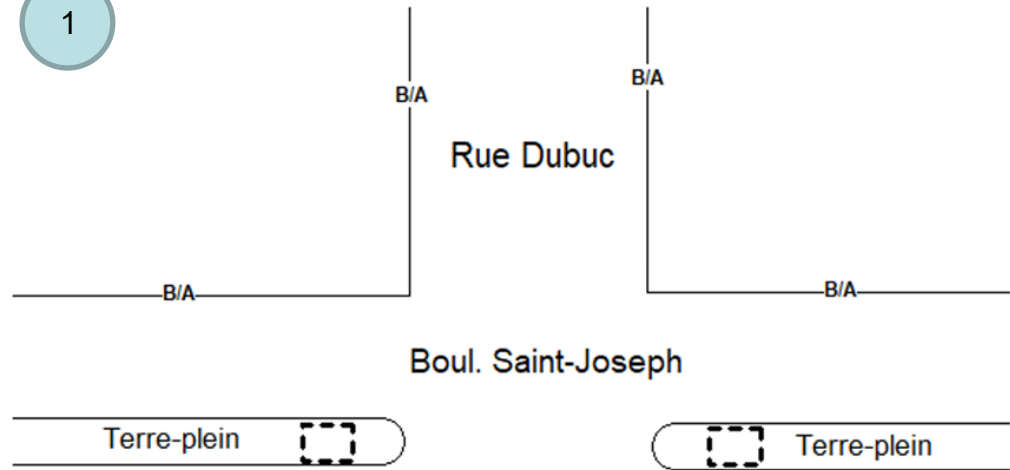 1
B/A
B/A
Rue Dubuc
B/A
B/A
Boul. Saint-Joseph
Terre-plein
Terre-plein